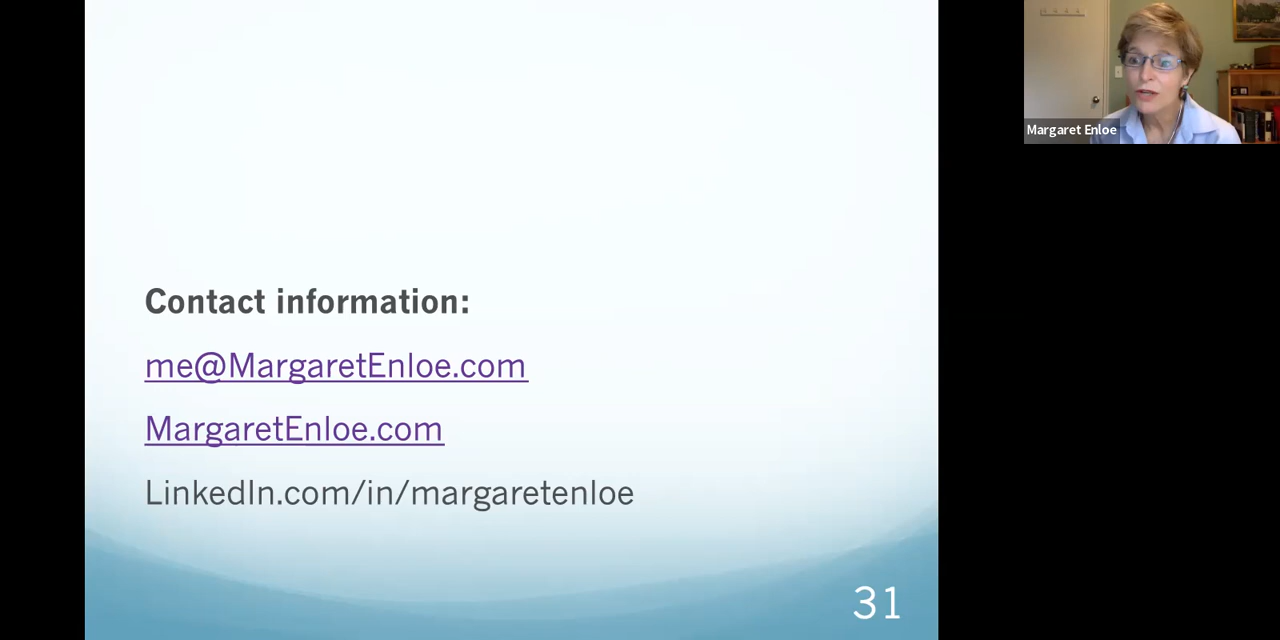 Contact information:
me@MargaretEnloe.com
MargaretEnloe.com
LinkedIn.com/in/margaretenloe
31
Margaret Enloe